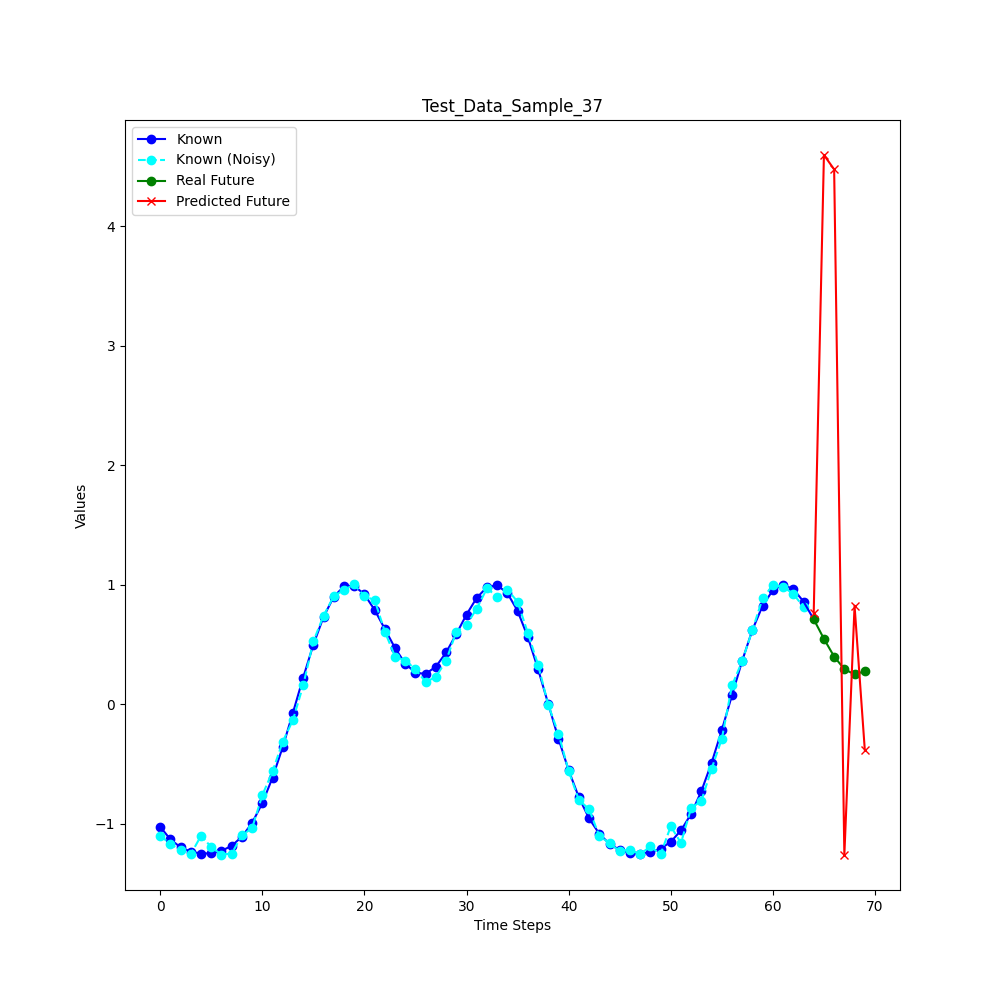 Test_Data_Sample_37
Known
Known (Noisy)
Real Future
Predicted Future
4
3
2
1
0
−1
Values
0 10 20 30 40 50 60 70
Time Steps